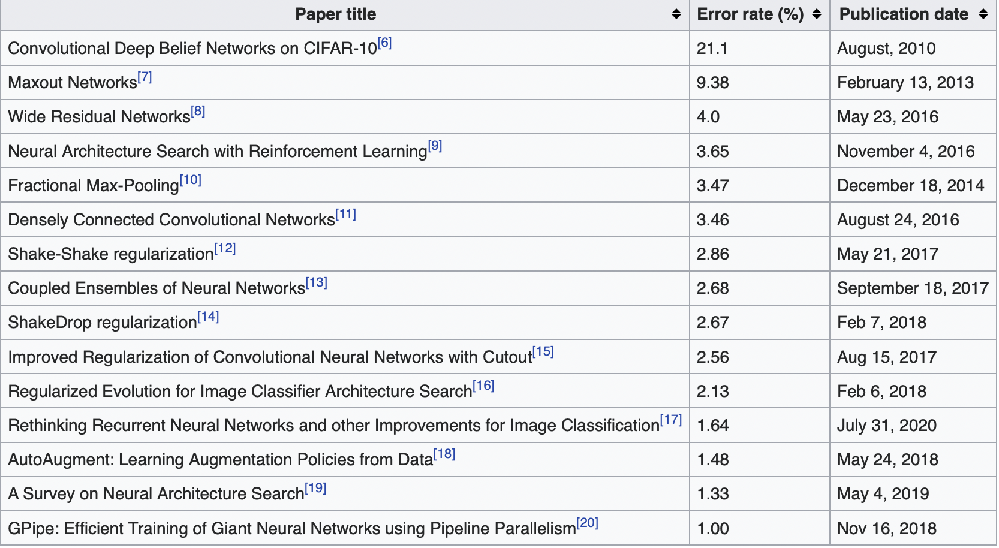 Paper title Error rate (%) Publication date
Convolutional Deep Belief Networks on CIFAR-10[6] 21.1 August, 2010
Maxout Networks[7] 9.38 February 13, 2013
Wide Residual Networks[8] 4.0 May 23, 2016
Neural Architecture Search with Reinforcement Learning[9] 3.65 November 4, 2016
Fractional Max-Pooling[10] 3.47 December 18, 2014
Densely Connected Convolutional Networks[11] 3.46 August 24, 2016
Shake-Shake regularization[12] 2.86 May 21, 2017
Coupled Ensembles of Neural Networks[13] 2.68 September 18, 2017
ShakeDrop regularization[14] 2.67 Feb 7, 2018
Improved Regularization of Convolutional Neural Networks with Cutout[15] 2.56 Aug 15, 2017
Regularized Evolution for Image Classifier Architecture Search[16] 2.13 Feb 6, 2018
Rethinking Recurrent Neural Networks and other Improvements for Image Classification[17] 1.64 July 31, 2020
AutoAugment: Learning Augmentation Policies from Data[18] 1.48 May 24, 2018
A Survey on Neural Architecture Search[19] 1.33 May 4, 2019
GPipe: Efficient Training of Giant Neural Networks using Pipeline Parallelism[20] 1.00 Nov 16, 2018